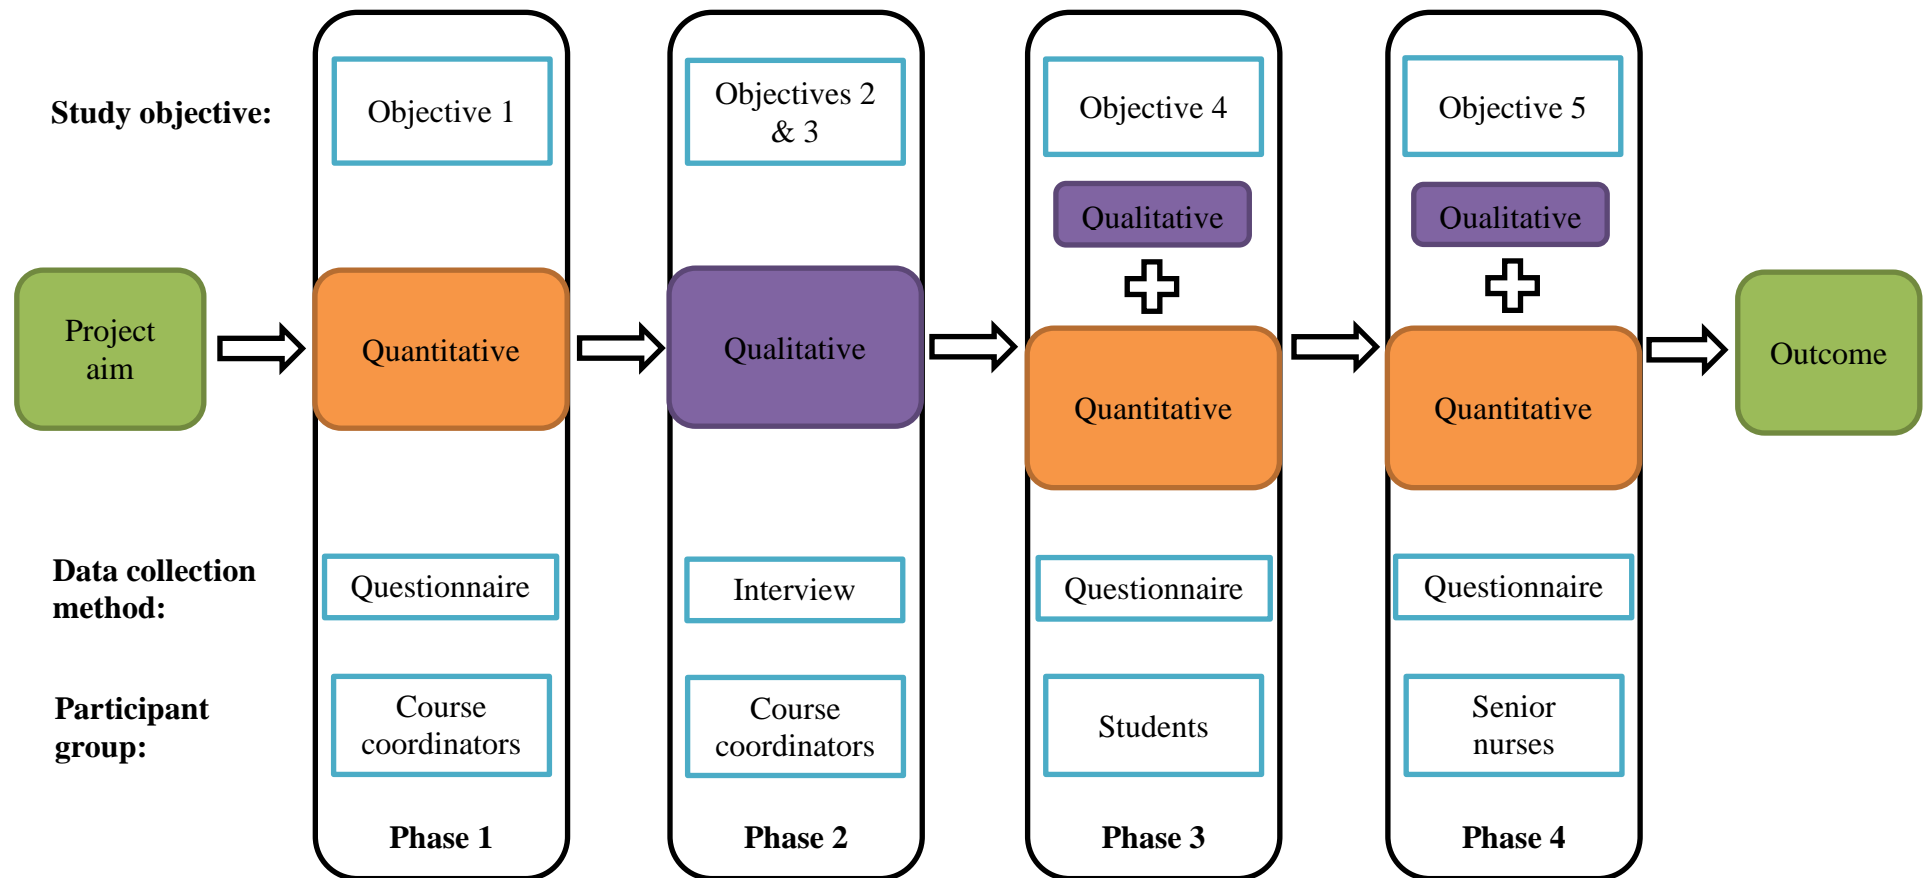 Study objective:
Objective 1
Objectives 2
& 3
Objective 4
Objective 5
Qualitative
Qualitative
Project
aim
Quantitative
Qualitative
Quantitative
Quantitative
Outcome
Data collection
method:
Questionnaire
Interview
Questionnaire
Questionnaire
Participant
group:
Course
coordinators
Course
coordinators
Students
Senior
nurses
Phase 1
Phase 2
Phase 3
Phase 4